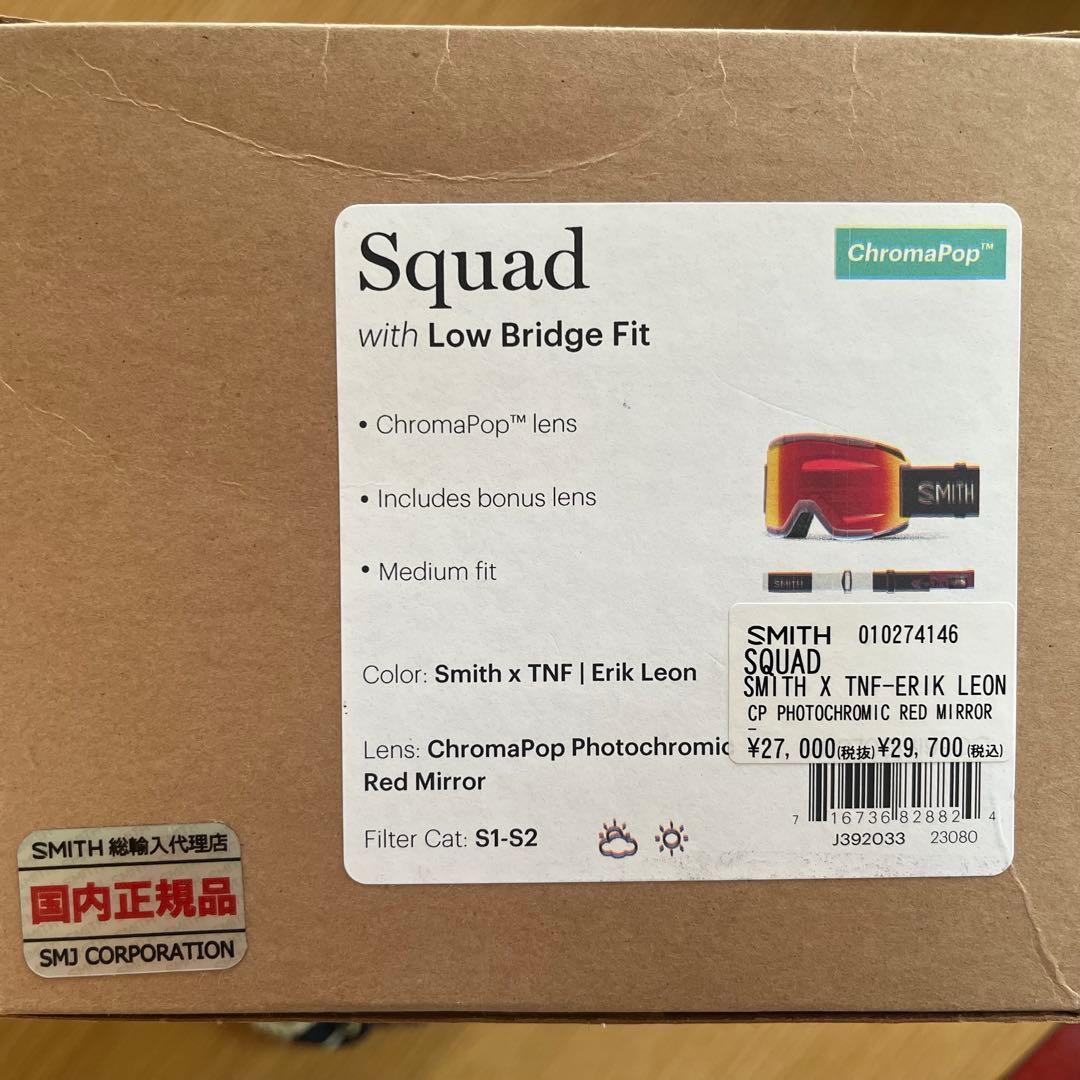 Squad
ChromaPop™
with Low Bridge Fit
• ChromaPop™ lens
• Includes bonus lens
• Medium fit
SMITH
SMITH
Color: Smith x TNF | Erik Leon
SMITH 010274146
SQUAD
SMITH X TNF-ERIK LEON
CP PHOTOCHROMIC RED MIRROR
-
¥27,000(税抜)¥29,700(税込)
Lens: ChromaPop Photochromic
Red Mirror
7 16736 82882 4
J392033 23080
Filter Cat: S1-S2
SMITH 総輸入代理店
国内正規品
SMJ CORPORATION